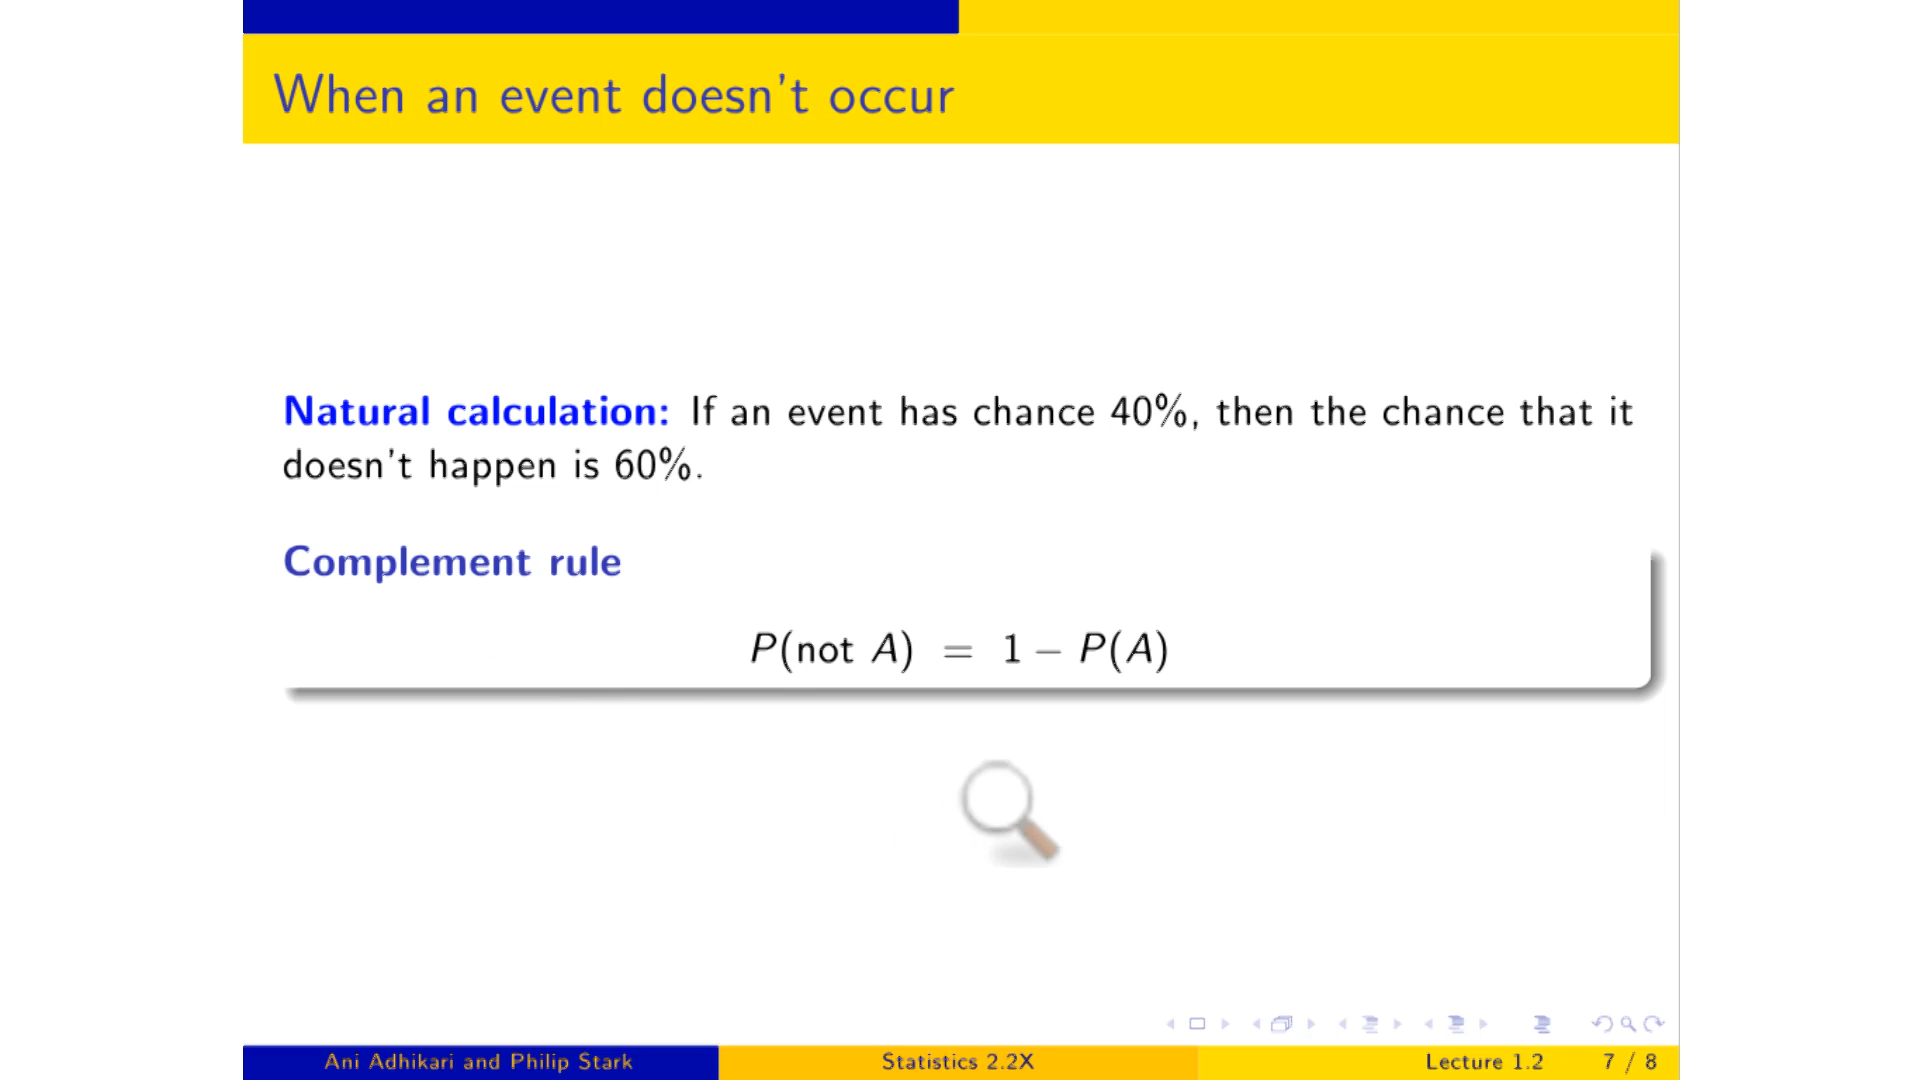 When an event doesn't occur
Natural calculation: If an event has chance 40%, then the chance that it
doesn't happen is 60%.
Complement rule
P(not A) = 1 − P(A)
Ani Adhikari and Philip Stark Statistics 2.2X Lecture 1.2 7 / 8